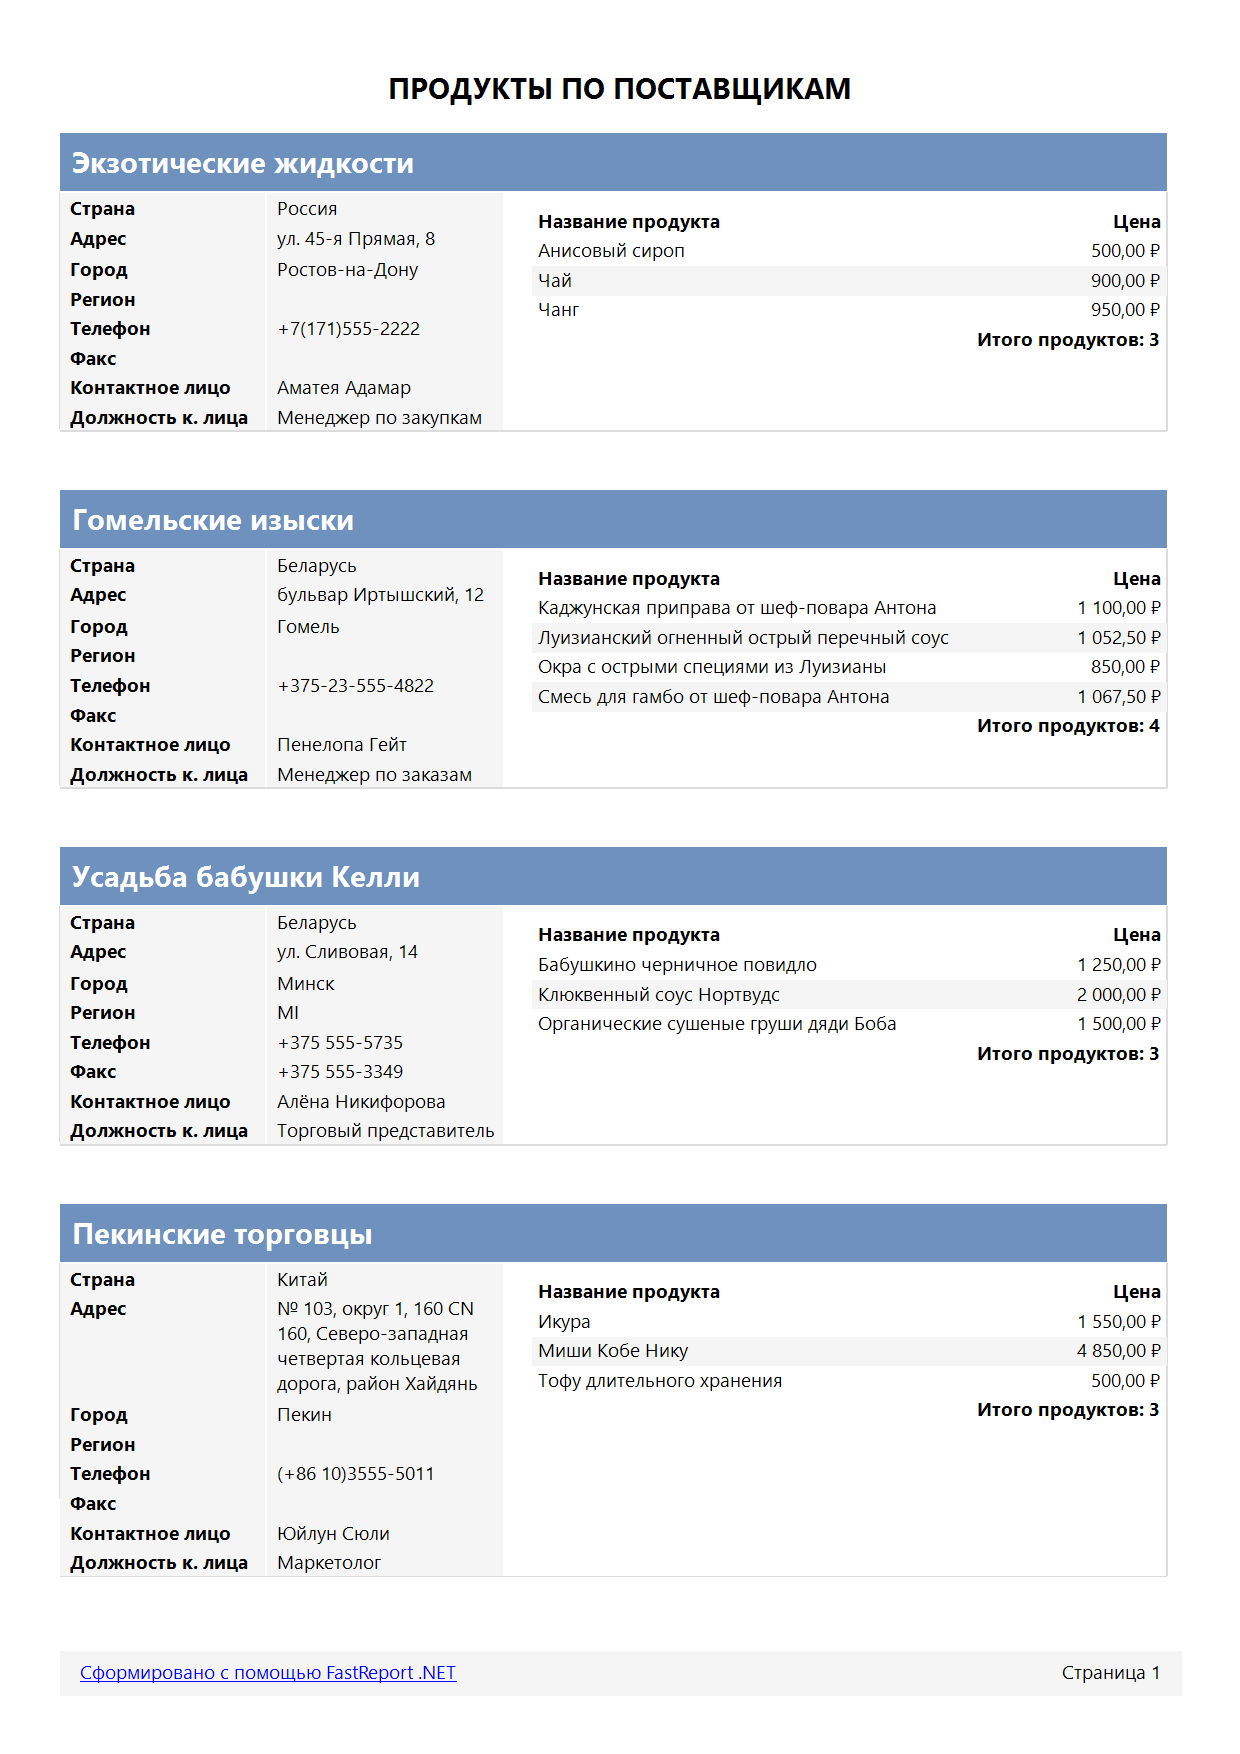 ПРОДУКТЫ ПО ПОСТАВЩИКАМ
Экзотические жидкости
Страна Россия
Адрес ул. 45-я Прямая, 8
Город Ростов-на-Дону
Регион
Телефон +7(171)555-2222
Факс
Контактное лицо Аматея Адамар
Должность к. лица Менеджер по закупкам
Название продукта Цена
Анисовый сироп 500,00 ₽
Чай 900,00 ₽
Чанг 950,00 ₽
Итого продуктов: 3
Гомельские изыски
Страна Беларусь
Адрес бульвар Иртышский, 12
Город Гомель
Регион
Телефон +375-23-555-4822
Факс
Контактное лицо Пенелопа Гейт
Должность к. лица Менеджер по заказам
Название продукта Цена
Каджунская приправа от шеф-повара Антона 1 100,00 ₽
Луизианский огненный острый перечный соус 1 052,50 ₽
Окра с острыми специями из Луизианы 850,00 ₽
Смесь для гамбо от шеф-повара Антона 1 067,50 ₽
Итого продуктов: 4
Усадьба бабушки Келли
Страна Беларусь
Адрес ул. Сливовая, 14
Город Минск
Регион MI
Телефон +375 555-5735
Факс +375 555-3349
Контактное лицо Алёна Никифорова
Должность к. лица Торговый представитель
Название продукта Цена
Бабушкино черничное повидло 1 250,00 ₽
Клюквенный соус Нортвудс 2 000,00 ₽
Органические сушеные груши дяди Боба 1 500,00 ₽
Итого продуктов: 3
Пекинские торговцы
Страна Китай
Адрес № 103, округ 1, 160 CN
160, Северо-западная
четвертая кольцевая
дорога, район Хайдянь
Город Пекин
Регион
Телефон (+86 10)3555-5011
Факс
Контактное лицо Юйлун Сюли
Должность к. лица Маркетолог
Название продукта Цена
Икура 1 550,00 ₽
Миши Кобе Нику 4 850,00 ₽
Тофу длительного хранения 500,00 ₽
Итого продуктов: 3
Сформировано с помощью FastReport .NET Страница 1